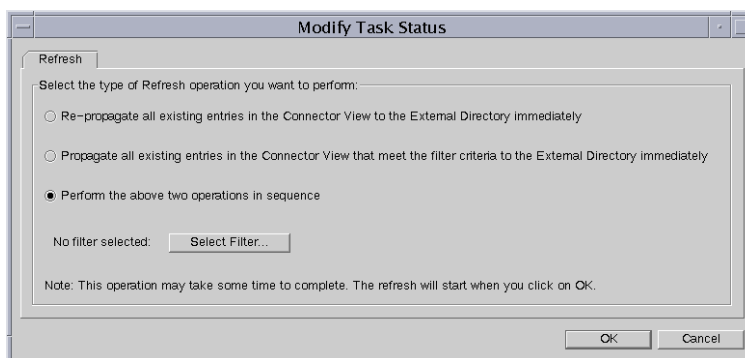 Modify Task Status
Refresh
Select the type of Refresh operation you want to perform:
Re-propagate all existing entries in the Connector View to the External Directory immediately
Propagate all existing entries in the Connector View that meet the filter criteria to the External Directory immediately
Perform the above two operations in sequence
No filter selected: Select Filter...
Note: This operation may take some time to complete. The refresh will start when you click on OK.
OK Cancel